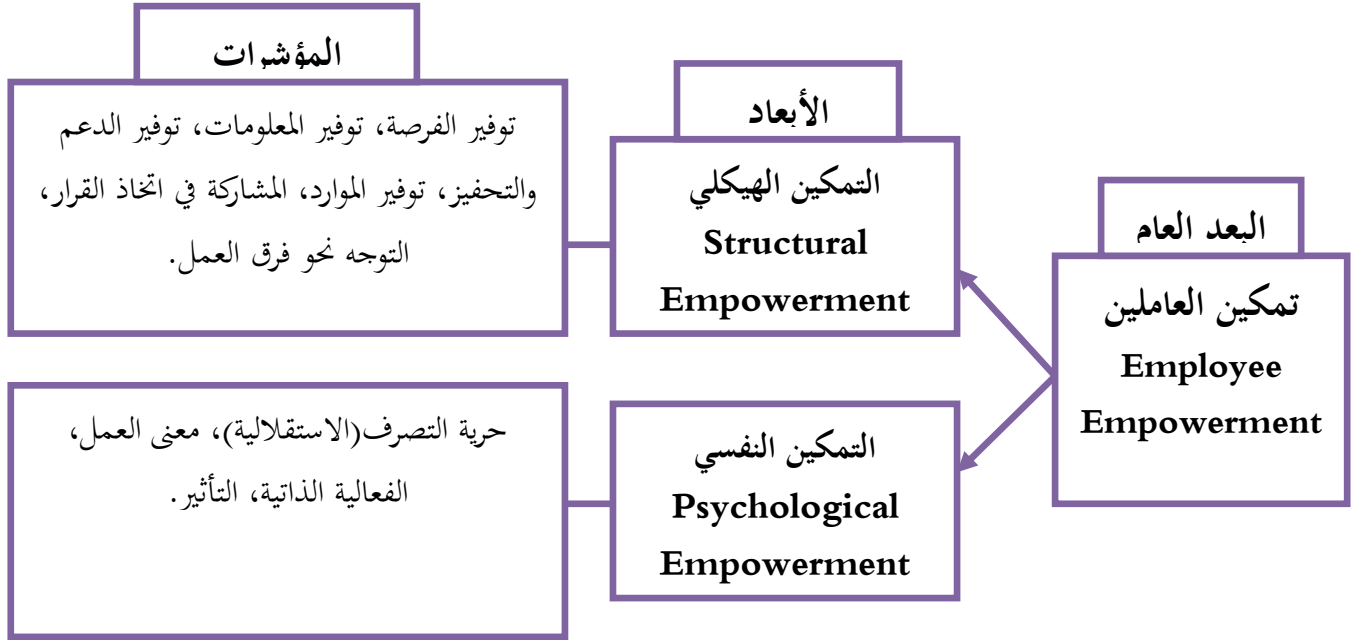 البعد العام
تمكين العاملين
Employee
Empowerment
الأبعاد
التمكين الهيكلي
Structural
Empowerment
التمكين النفسي
Psychological
Empowerment
المؤشرات
توفير الفرصة، توفير المعلومات، توفير الدعم
والتحفيز، توفير الموارد، المشاركة في اتخاذ القرار،
التوجه نحو فرق العمل.
حرية التصرف(الاستقلالية)، معنى العمل،
الفعالية الذاتية، التأثير.